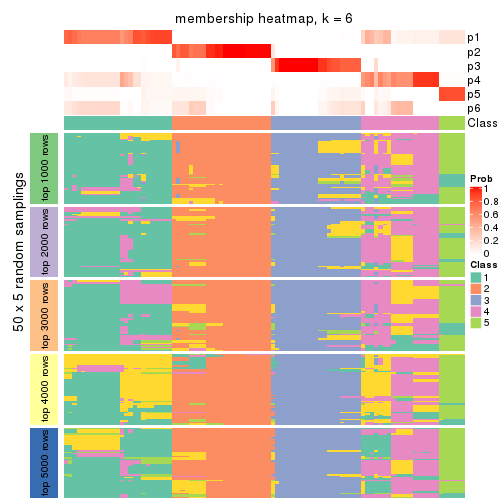 membership heatmap, k = 6
p1
p2
p3
p4
p5
p6
Class
50 x 5 random samplings
top 1000 rows
top 2000 rows
top 3000 rows
top 4000 rows
top 5000 rows
Prob
1
0.8
0.6
0.4
0.2
0
Class
1
2
3
4
5